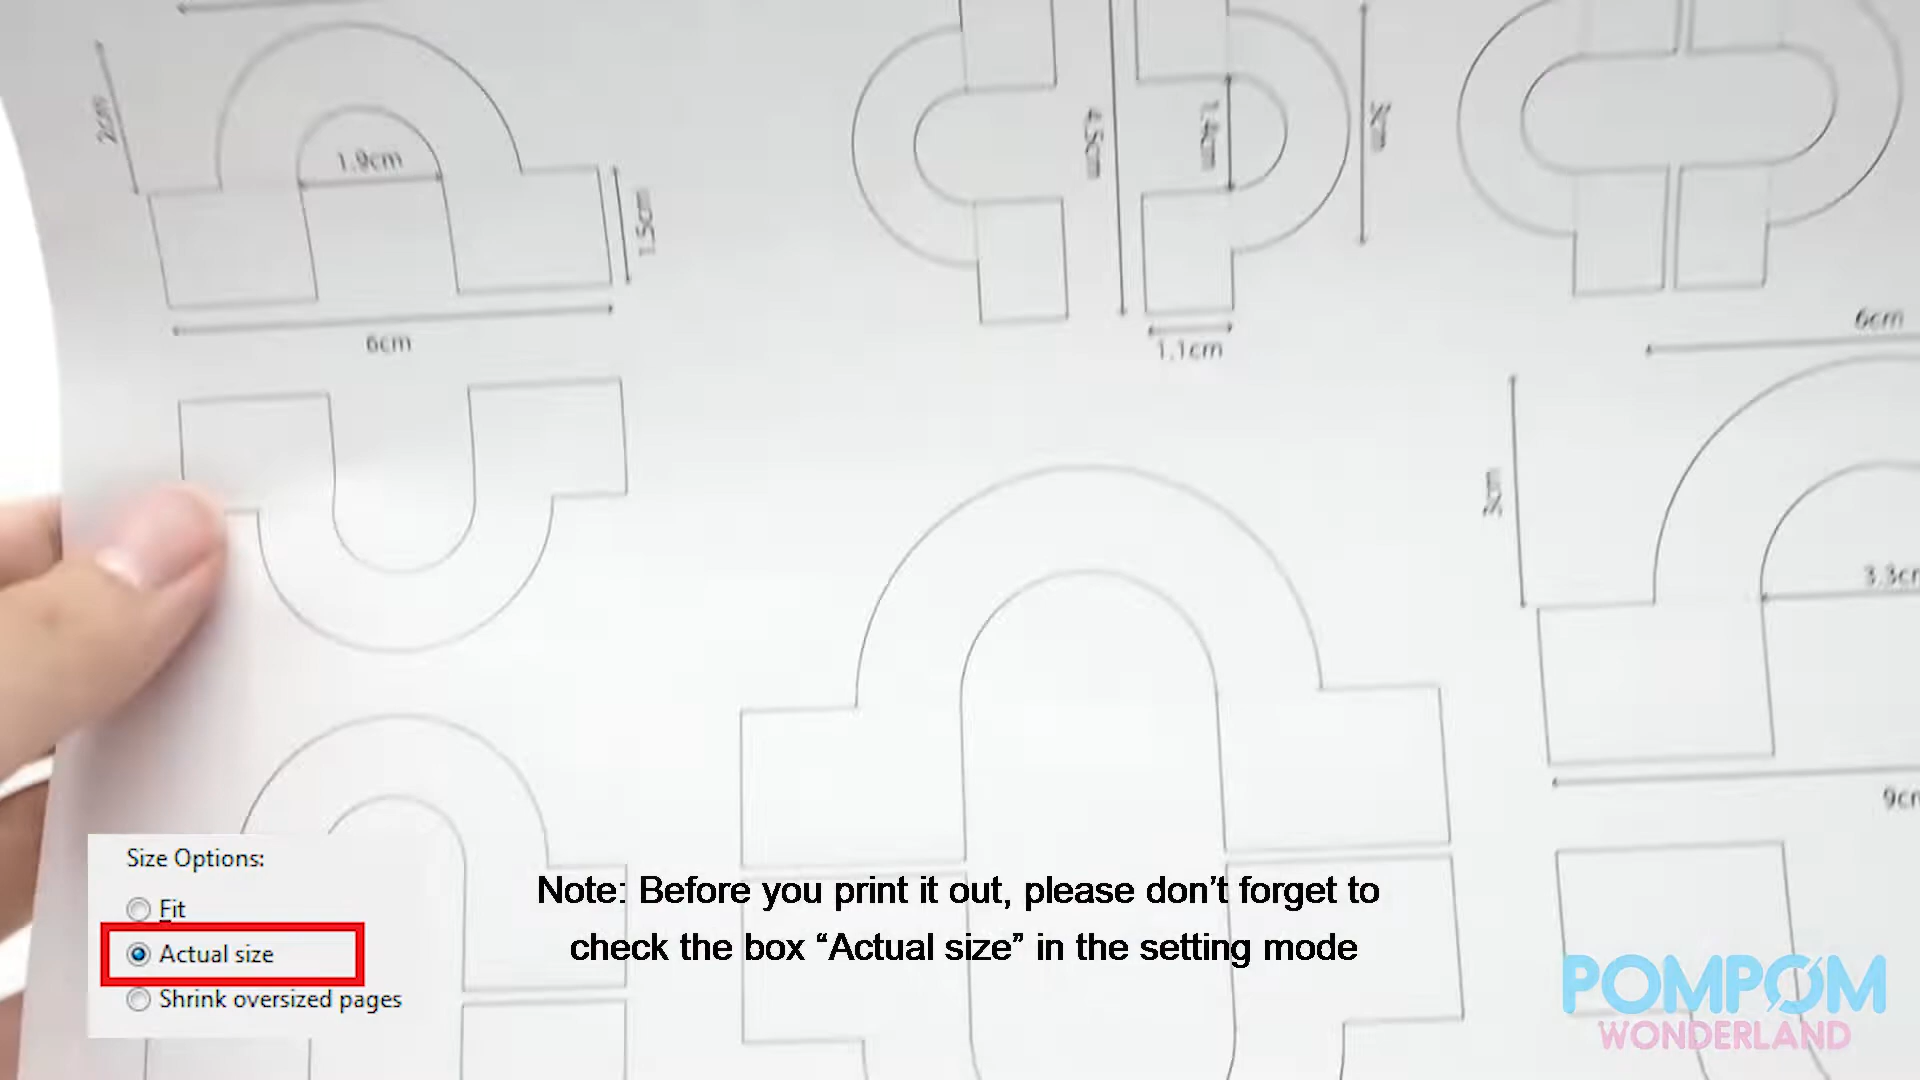 2cm
1.9cm
1.5cm
6cm
4.5cm
1.4cm
3cm
1.1cm
6cm
3cm
3.3cm
9cm
Size Options:
Fit
Actual size
Shrink oversized pages
Note: Before you print it out, please don’t forget to
check the box “Actual size” in the setting mode
POMPOM
WONDERLAND